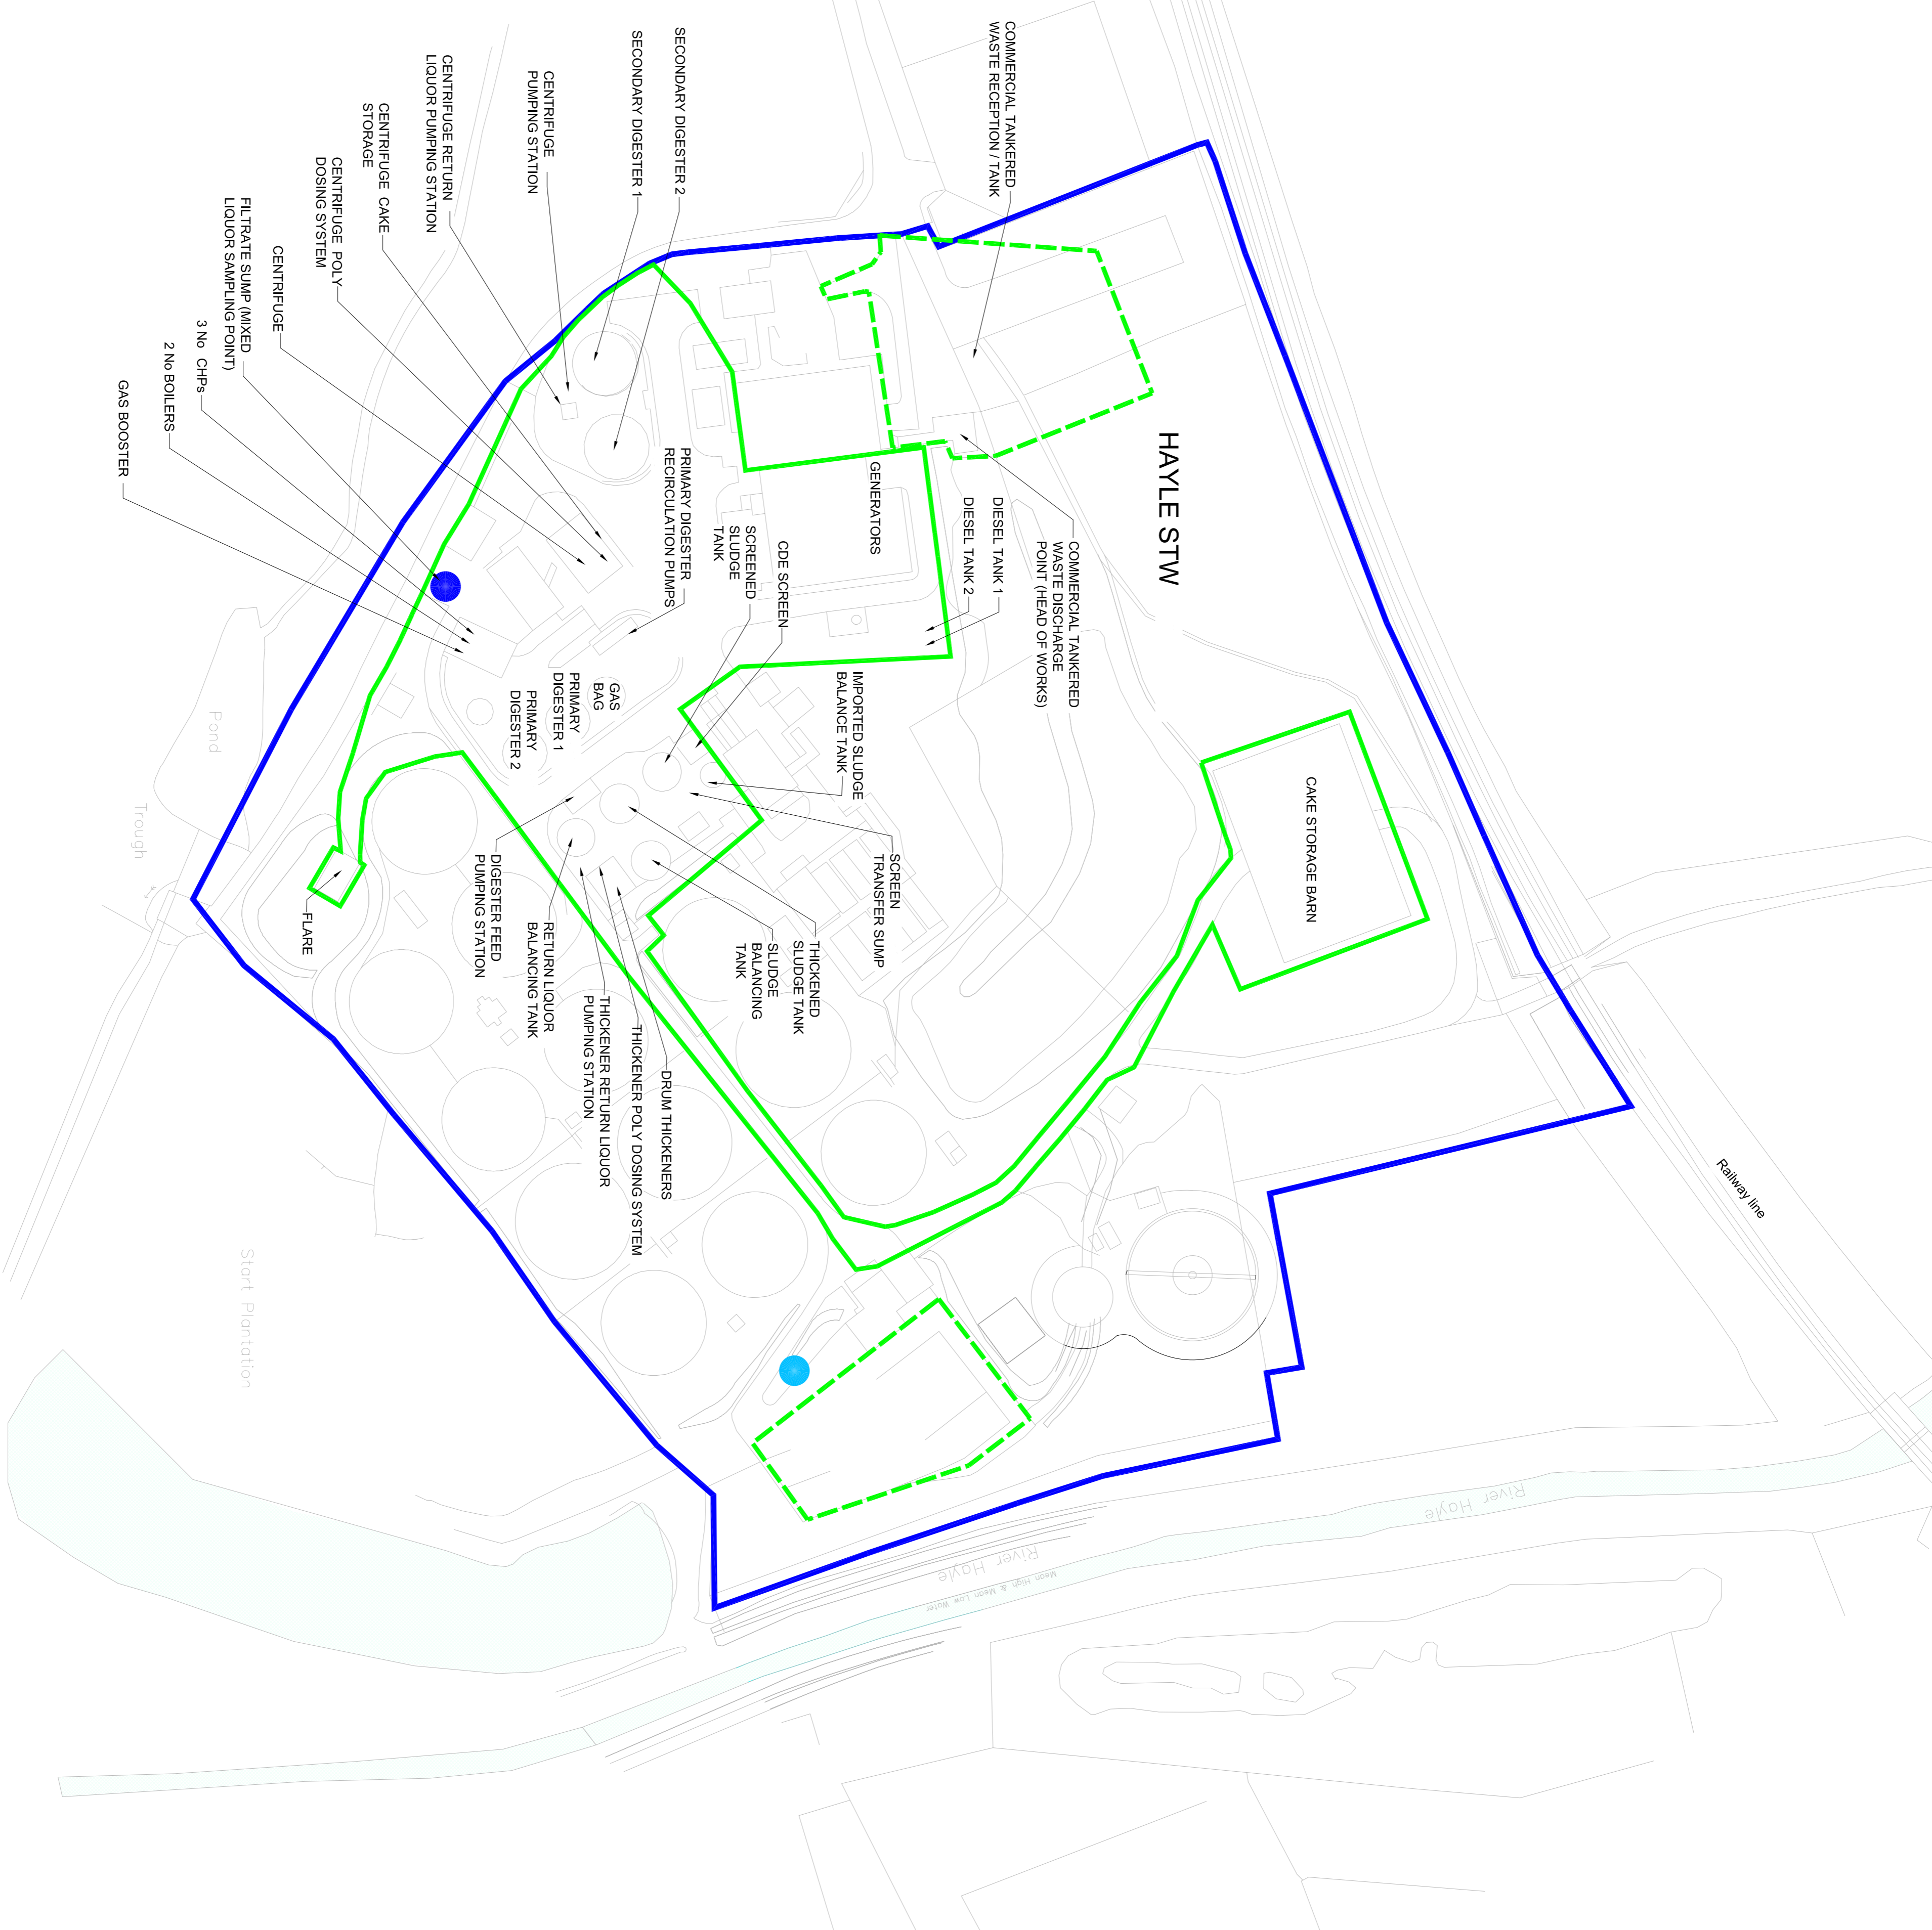 COMMERCIAL TANKERED
WASTE RECEPTION / TANK
SECONDARY DIGESTER 2
SECONDARY DIGESTER 1
CENTRIFUGE
PUMPING STATION
CENTRIFUGE RETURN
LIQUOR PUMPING STATION
CENTRIFUGE CAKE
STORAGE
CENTRIFUGE POLY
DOSING SYSTEM
FILTRATE SUMP (MIXED
LIQUOR SAMPLING POINT)
CENTRIFUGE
3 No CHPs
2 No BOILERS
GAS BOOSTER
HAYLE STW
COMMERCIAL TANKERED
WASTE DISCHARGE
POINT (HEAD OF WORKS)
DIESEL TANK 1
DIESEL TANK 2
GENERATORS
CDE SCREEN
SCREENED
SLUDGE
TANK
PRIMARY DIGESTER
RECIRCULATION PUMPS
IMPORTED SLUDGE
BALANCE TANK
GAS
BAG
PRIMARY
DIGESTER 1
PRIMARY
DIGESTER 2
CAKE STORAGE BARN
SCREEN
TRANSFER SUMP
THICKENED
SLUDGE TANK
SLUDGE
BALANCING
TANK
DIGESTER FEED
PUMPING STATION
RETURN LIQUOR
BALANCING TANK
THICKENER RETURN LIQUOR
PUMPING STATION
THICKENER POLY DOSING SYSTEM
DRUM THICKENERS
FLARE
Pond
Trough
Start Plantation
Railway line
River Hayle
River Hayle
Mean High & Mean Low Water